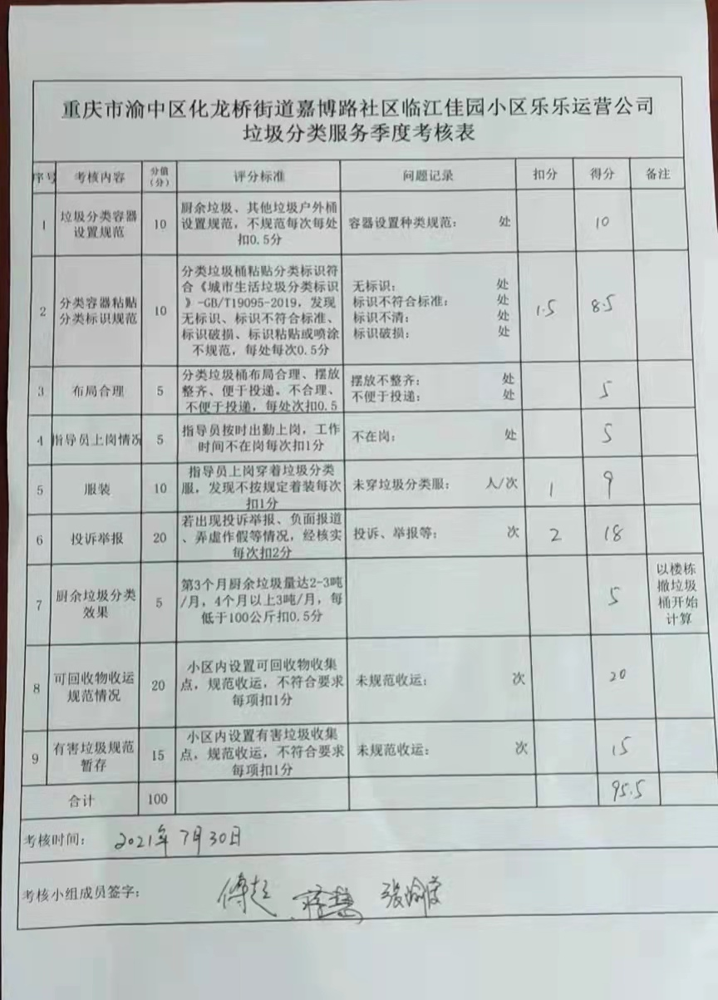 重庆市渝中区化龙桥街道嘉博路社区临江佳园小区乐乐运营公司
垃圾分类服务季度考核表
序号 考核内容 分值（分） 评分标准 问题记录 扣分 得分 备注
1 垃圾分类容器设置规范 10 厨余垃圾、其他垃圾户外桶设置规范，不规范每次每处扣0.5分 容器设置种类规范： 处 10
2 分类容器粘贴分类标识规范 10 分类垃圾桶粘贴分类标识符合《城市生活垃圾分类标识》-GB/T19095-2019，发现无标识、标识不符合标准、标识破损、标识粘贴或喷涂不规范，每处每次0.5分 无标识： 处 标识不符合标准： 处 标识不清： 处 标识破损： 处 1.5 8.5
3 布局合理 5 分类垃圾桶布局合理、摆放整齐、便于投递。不合理、不便于投递，每处次扣0.5 摆放不整齐： 处 不便于投递： 处 5
4 指导员上岗情况 5 指导员按时出勤上岗，工作时间不在岗每次扣1分 不在岗： 处 5
5 服装 10 指导员上岗穿着垃圾分类服，发现不按规定着装每次扣1分 未穿垃圾分类服： 人/次 1 9
6 投诉举报 20 若出现投诉举报、负面报道、弄虚作假等情况，经核实每次扣2分 投诉、举报等： 次 2 18
7 厨余垃圾分类效果 5 第3个月厨余垃圾量达2-3吨/月，4个月以上3吨/月，每低于100公斤扣0.5分 5 以楼栋撤垃圾桶开始计算
8 可回收物收运规范情况 20 小区内设置可回收物收集点，规范收运，不符合要求每项扣1分 未规范收运： 次 20
9 有害垃圾规范暂存 15 小区内设置有害垃圾收集点，规范收运，不符合要求每项扣1分 未规范收运： 次 15
合计 100 95.5
考核时间： 2021年7月30日
考核小组成员签字：